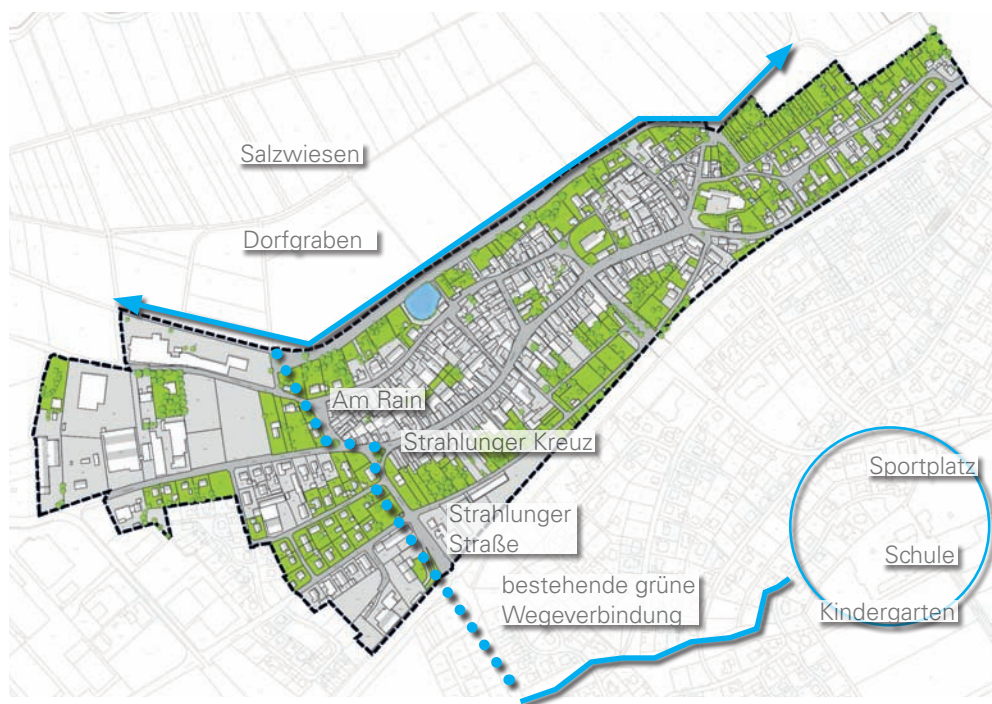 Salzwiesen
Dorfgraben
Am Rain
Strahlunger Kreuz
Sportplatz
Strahlunger
Straße
Schule
bestehende grüne
Wegeverbindung
Kindergarten